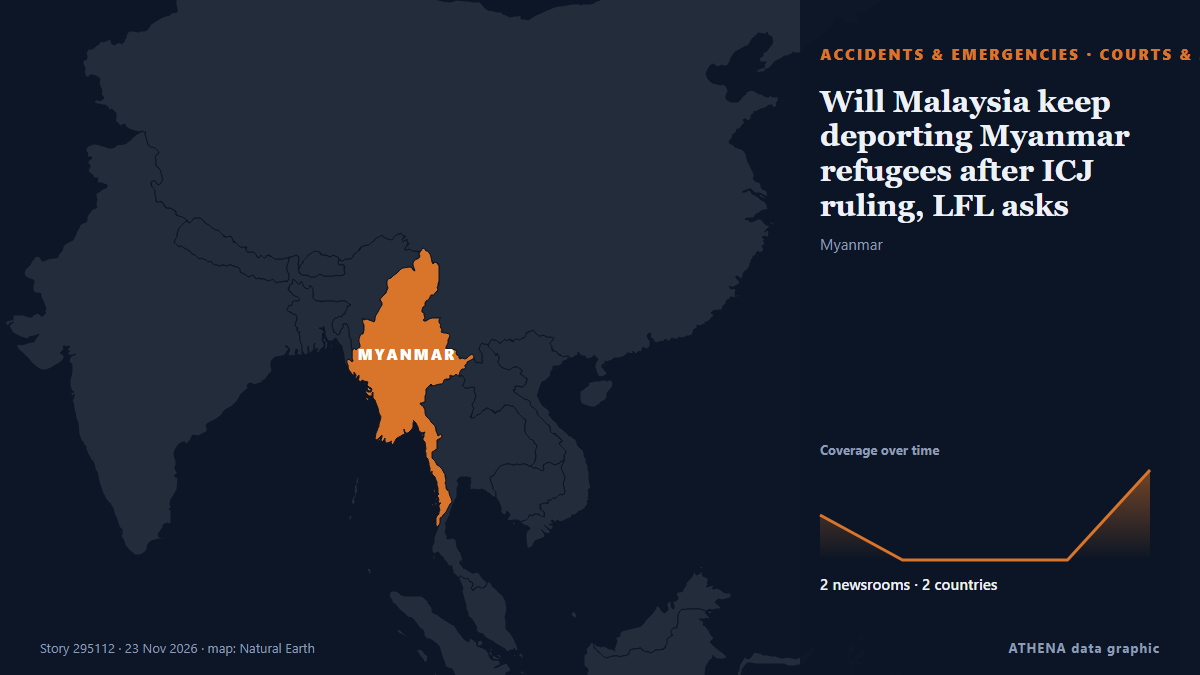 ACCIDENTS & EMERGENCIES · COURTS &
Will Malaysia keep
deporting Myanmar
refugees after ICJ
ruling, LFL asks
Myanmar
MYANMAR
Coverage over time
2 newsrooms · 2 countries
Story 295112 · 23 Nov 2026 · map: Natural Earth
ATHENA data graphic